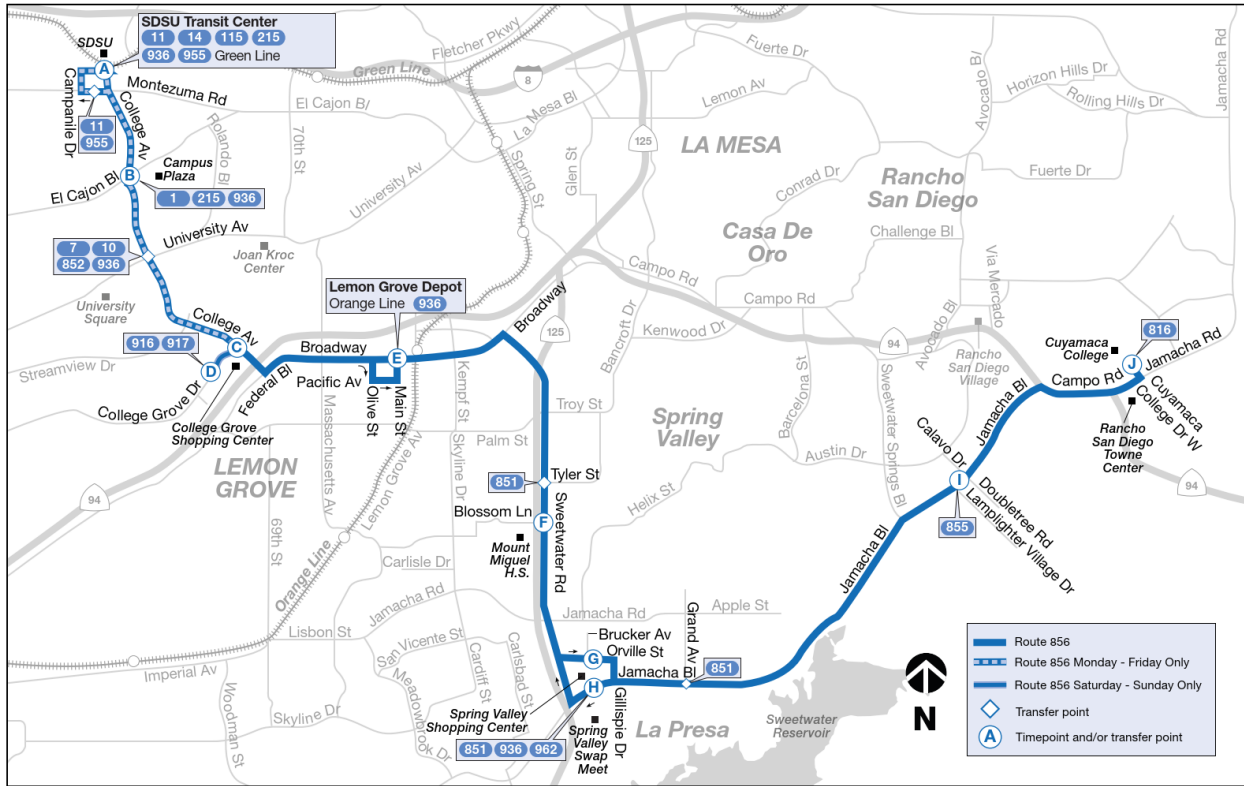 SDSU Transit Center
11 14 115 215
936 955 Green Line
SDSU
A
Montezuma Rd
Campanile Dr
College Av
11
955
El Cajon Bl
Rolando Bl
70th St
Campus
Plaza
El Cajon Bl
B
1 215 936
University Av
University Av
7 10
852 936
Joan Kroc
Center
University
Square
College Av
916 917
C
D
Streamview Dr
College Grove Dr
College Grove
Shopping Center
Federal Bl
Fletcher Pkwy
Green Line
8
La Mesa Bl
Spring St
Glen St
125
Fuerte Dr
Lemon Av
LA MESA
Conrad Dr
Avocado Bl
Horizon Hills Dr
Rolling Hills Dr
Jamacha Rd
Fuerte Dr
Rancho
San Diego
Casa De
Oro
Challenge Bl
Via Mercado
Campo Rd
Campo Rd
Kenwood Dr
94
Avocado Bl
Rancho
San Diego
Village
Lemon Grove Depot
Orange Line 936
Broadway
E
Broadway
125
Bancroft Dr
Pacific Av
Olive St
Main St
Massachusetts Av
Lemon Grove Av
Kempf St
Skyline Dr
Troy St
Palm St
Spring
Valley
Barcelona St
Sweetwater Springs Bl
Austin Dr
LEMON
GROVE
94
69th St
Orange Line
851
Tyler St
Blossom Ln
F
Sweetwater Rd
Mount
Miguel
H.S.
Helix St
Carlisle Dr
Jamacha Rd
Lisbon St
Imperial Av
San Vicente St
Cardiff St
Carlsbad St
Meadowbrook Dr
Woodman St
Skyline Dr
Jamacha Rd
Apple St
Grand Av
Brucker Av
Orville St
G
Jamacha Bl
851
H
Gillispie Dr
Spring Valley
Shopping Center
851 936 962
Spring
Valley
Swap
Meet
La Presa
Sweetwater
Reservoir
Jamacha Bl
Calavo Dr
I
855
Doubletree Rd
Lamplighter Village Dr
Jamacha Bl
Campo Rd
816
Cuyamaca
College
J
Jamacha Rd
Cuyamaca
College Dr W
Rancho
San Diego
Towne
Center
94
N
Route 856
Route 856 Monday - Friday Only
Route 856 Saturday - Sunday Only
Transfer point
A
Timepoint and/or transfer point